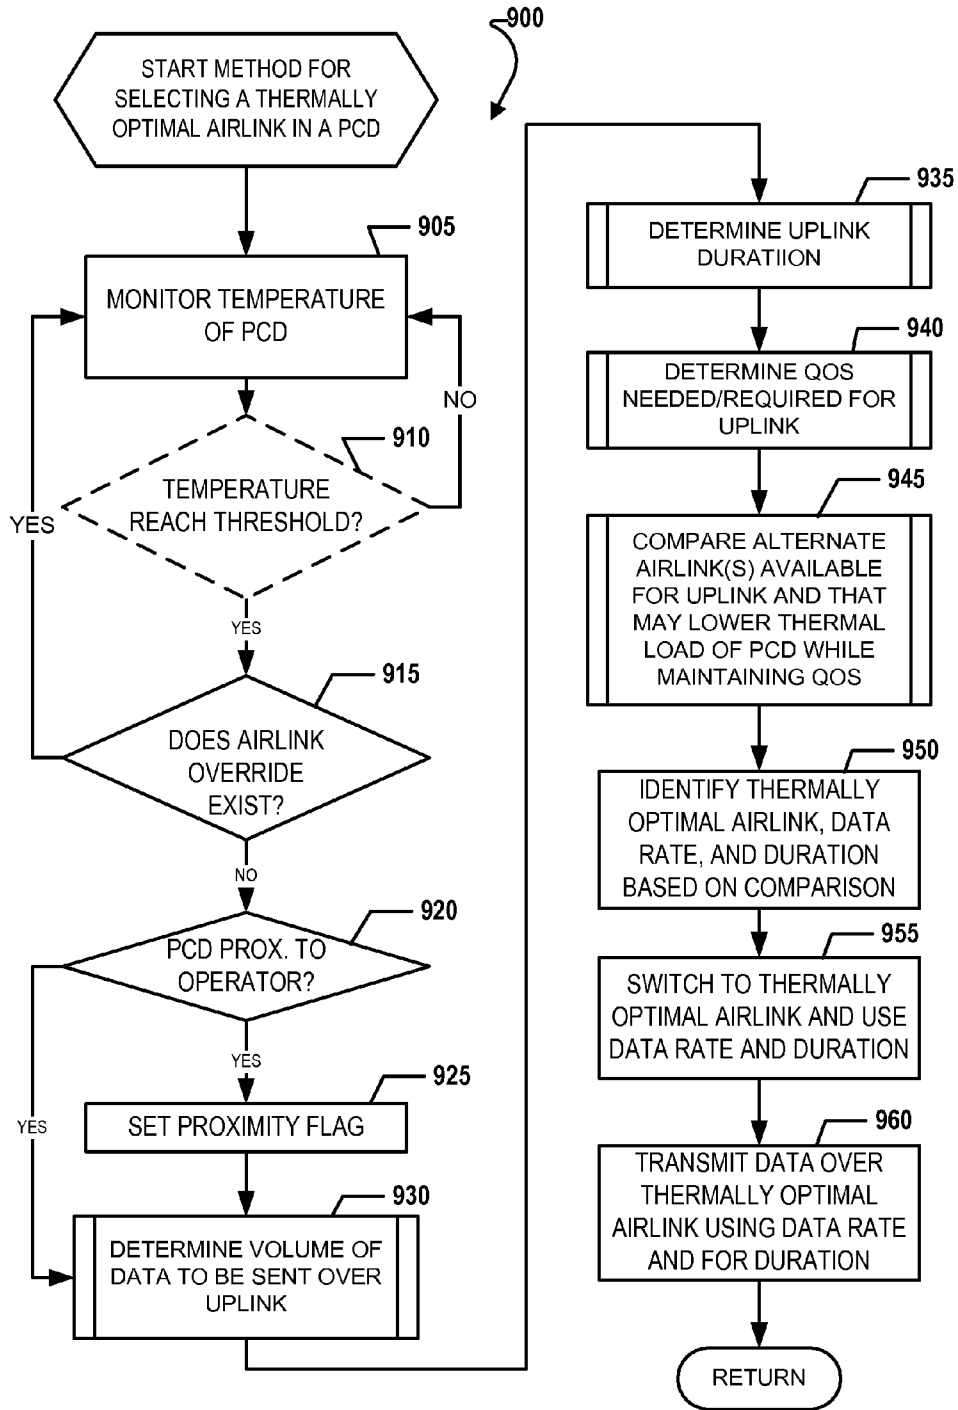 900
START METHOD FOR
SELECTING A THERMALLY
OPTIMAL AIRLINK IN A PCD
905
MONITOR TEMPERATURE
OF PCD
NO
910
TEMPERATURE
REACH THRESHOLD?
YES
YES
915
DOES AIRLINK
OVERRIDE
EXIST?
NO
920
PCD PROX. TO
OPERATOR?
YES
925
SET PROXIMITY FLAG
YES
930
DETERMINE VOLUME OF
DATA TO BE SENT OVER
UPLINK
935
DETERMINE UPLINK
DURATIION
940
DETERMINE QOS
NEEDED/REQUIRED FOR
UPLINK
945
COMPARE ALTERNATE
AIRLINK(S) AVAILABLE
FOR UPLINK AND THAT
MAY LOWER THERMAL
LOAD OF PCD WHILE
MAINTAINING QOS
950
IDENTIFY THERMALLY
OPTIMAL AIRLINK, DATA
RATE, AND DURATION
BASED ON COMPARISON
955
SWITCH TO THERMALLY
OPTIMAL AIRLINK AND USE
DATA RATE AND DURATION
960
TRANSMIT DATA OVER
THERMALLY OPTIMAL
AIRLINK USING DATA RATE
AND FOR DURATION
RETURN